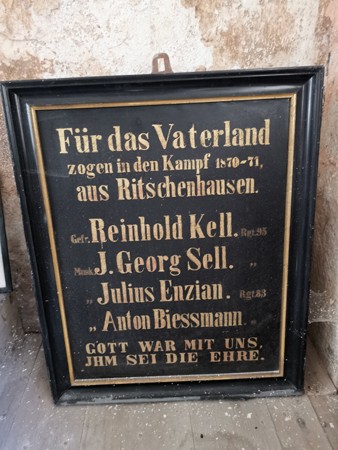 Für das Vaterland
zogen in den Kampf 1870-71,
aus Ritschenhausen.
Gefr. Reinhold Kell. Rgt. 95
Musk. J. Georg Sell. „
„ Julius Enzian. Rgt. 83
„ Anton Biessmann. „
GOTT WAR MIT UNS,
JHM SEI DIE EHRE.